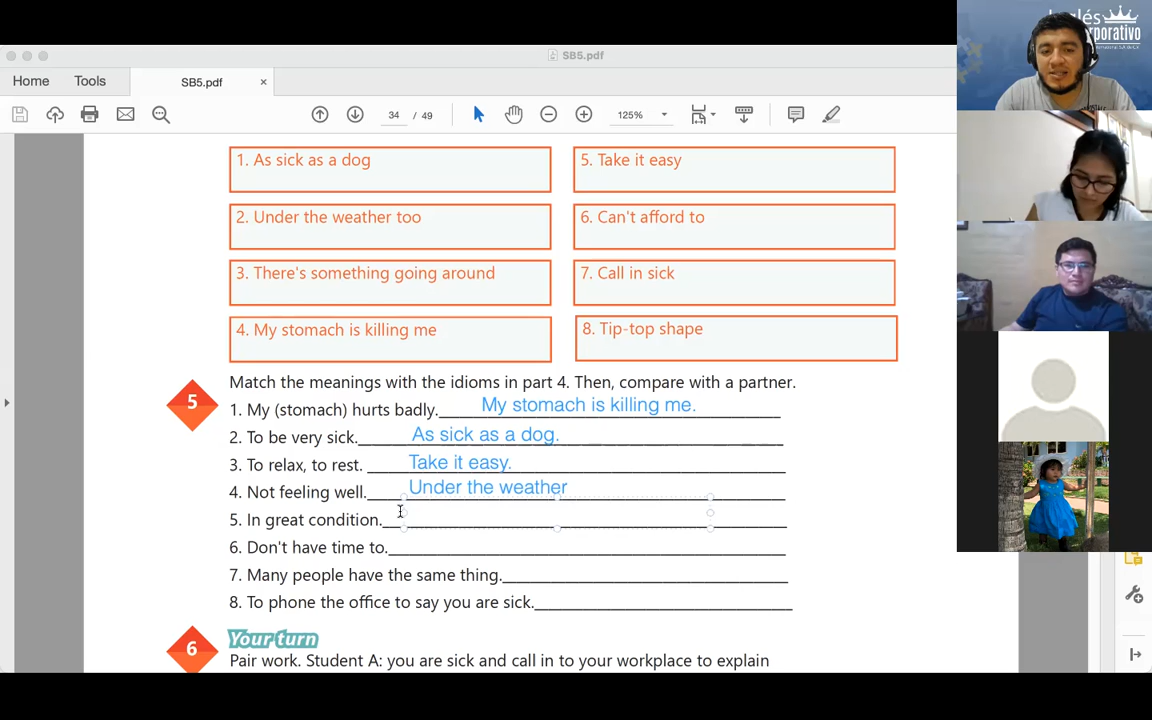 SB5.pdf
Home Tools SB5.pdf ×
34 / 49 125%
1. As sick as a dog
5. Take it easy
2. Under the weather too
6. Can't afford to
3. There's something going around
7. Call in sick
4. My stomach is killing me
8. Tip-top shape
5
Match the meanings with the idioms in part 4. Then, compare with a partner.
1. My (stomach) hurts badly. My stomach is killing me.
2. To be very sick. As sick as a dog.
3. To relax, to rest. Take it easy.
4. Not feeling well. Under the weather
5. In great condition.
6. Don't have time to.
7. Many people have the same thing.
8. To phone the office to say you are sick.
6
Your turn
Pair work. Student A: you are sick and call in to your workplace to explain